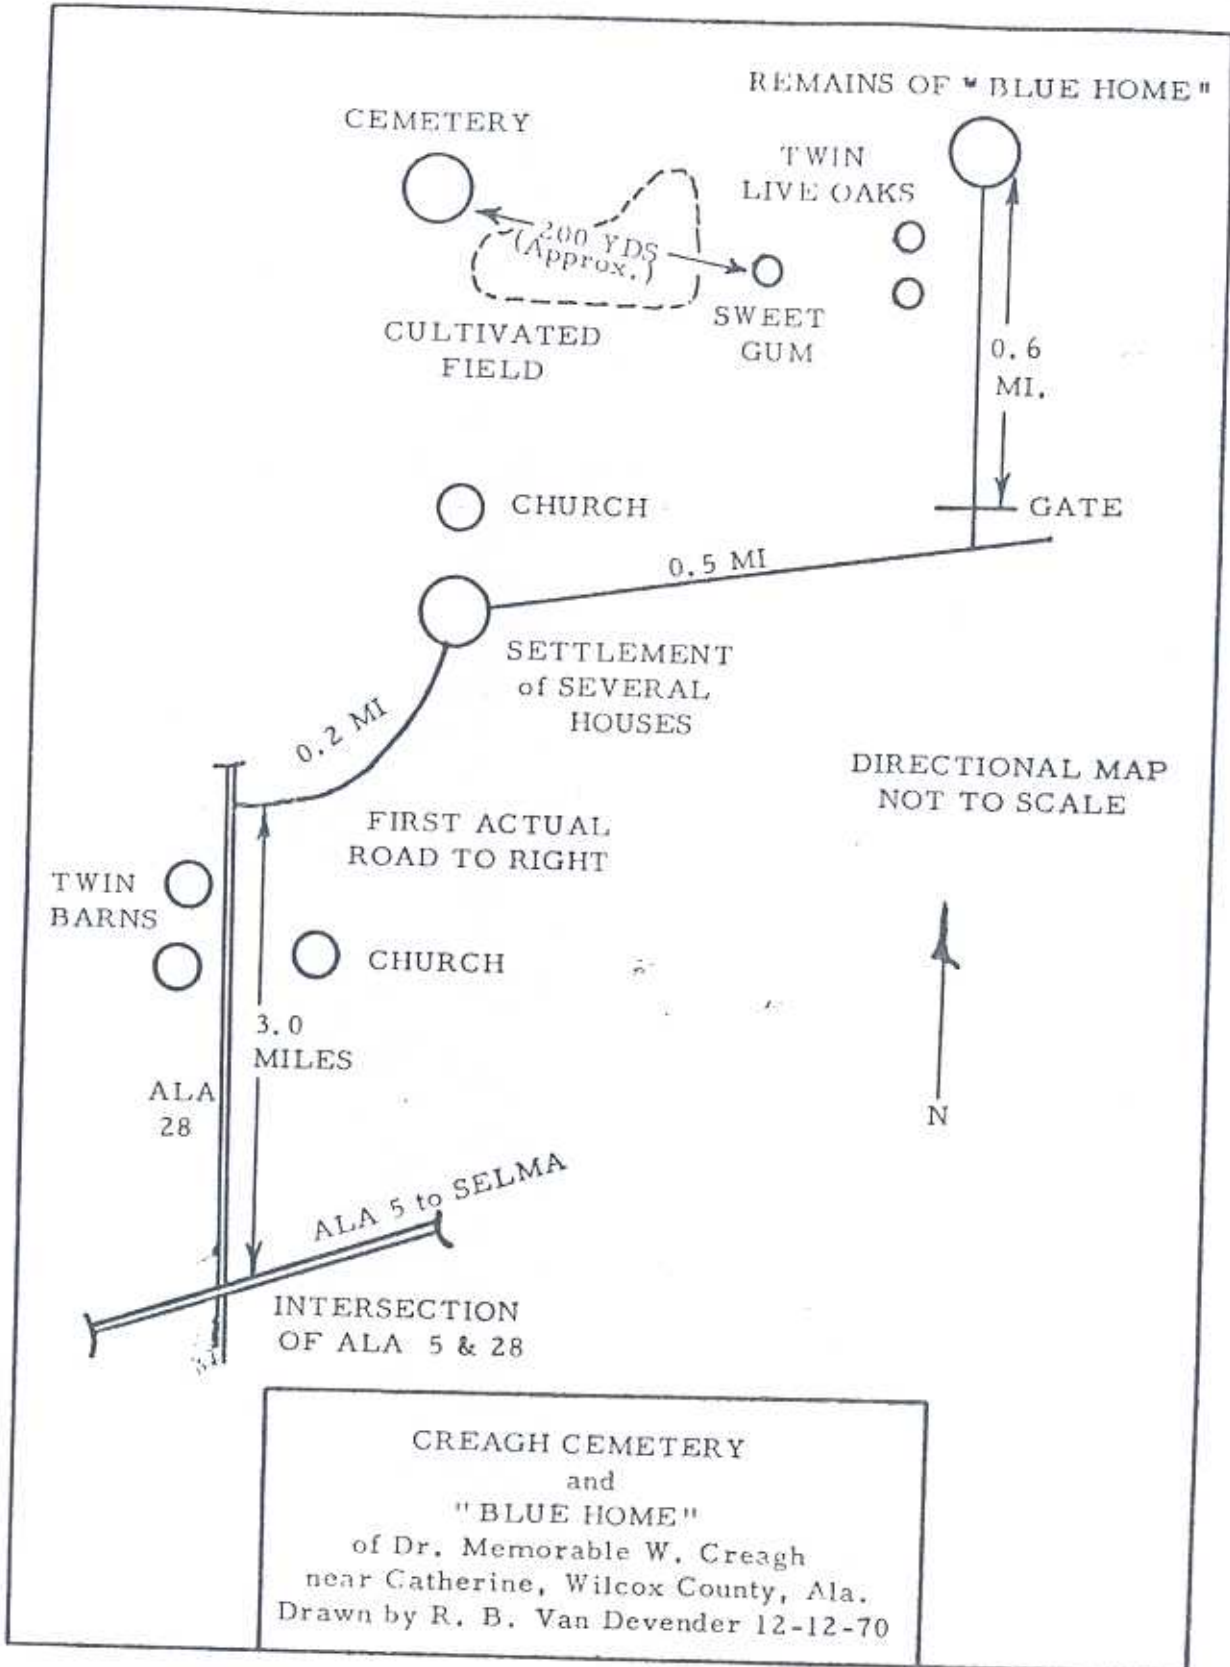 REMAINS OF "BLUE HOME"
CEMETERY
TWIN
LIVE OAKS
200 YDS
(Approx.)
SWEET
GUM
CULTIVATED
FIELD
0.6
MI.
CHURCH
GATE
0.5 MI
SETTLEMENT
of SEVERAL
HOUSES
0.2 MI
DIRECTIONAL MAP
NOT TO SCALE
FIRST ACTUAL
ROAD TO RIGHT
TWIN
BARNS
CHURCH
3.0
MILES
ALA
28
N
ALA 5 to SELMA
INTERSECTION
OF ALA 5 & 28
CREAGH CEMETERY
and
"BLUE HOME"
of Dr. Memorable W. Creagh
near Catherine, Wilcox County, Ala.
Drawn by R. B. Van Devender 12-12-70